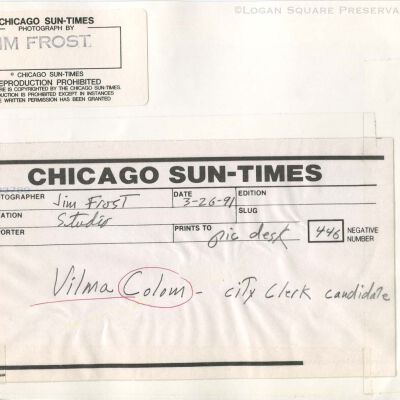 ©LOGAN SQUARE PRESERVA
CHICAGO SUN-TIMES
PHOTOGRAPH BY
IM FROST
© CHICAGO SUN-TIMES
EPRODUCTION PROHIBITED
RE IS COPYRIGHTED BY THE CHICAGO SUN-TIMES.
DUCTION IS PROHIBITED EXCEPT IN INSTANCES
E WRITTEN PERMISSION HAS BEEN GRANTED
CHICAGO SUN-TIMES
OTOGRAPHER Jim Frost DATE 3-26-91 EDITION
ATION Studio SLUG
ORTER PRINTS TO pic desk 446 NEGATIVE NUMBER
Vilma Colom - city Clerk candidate